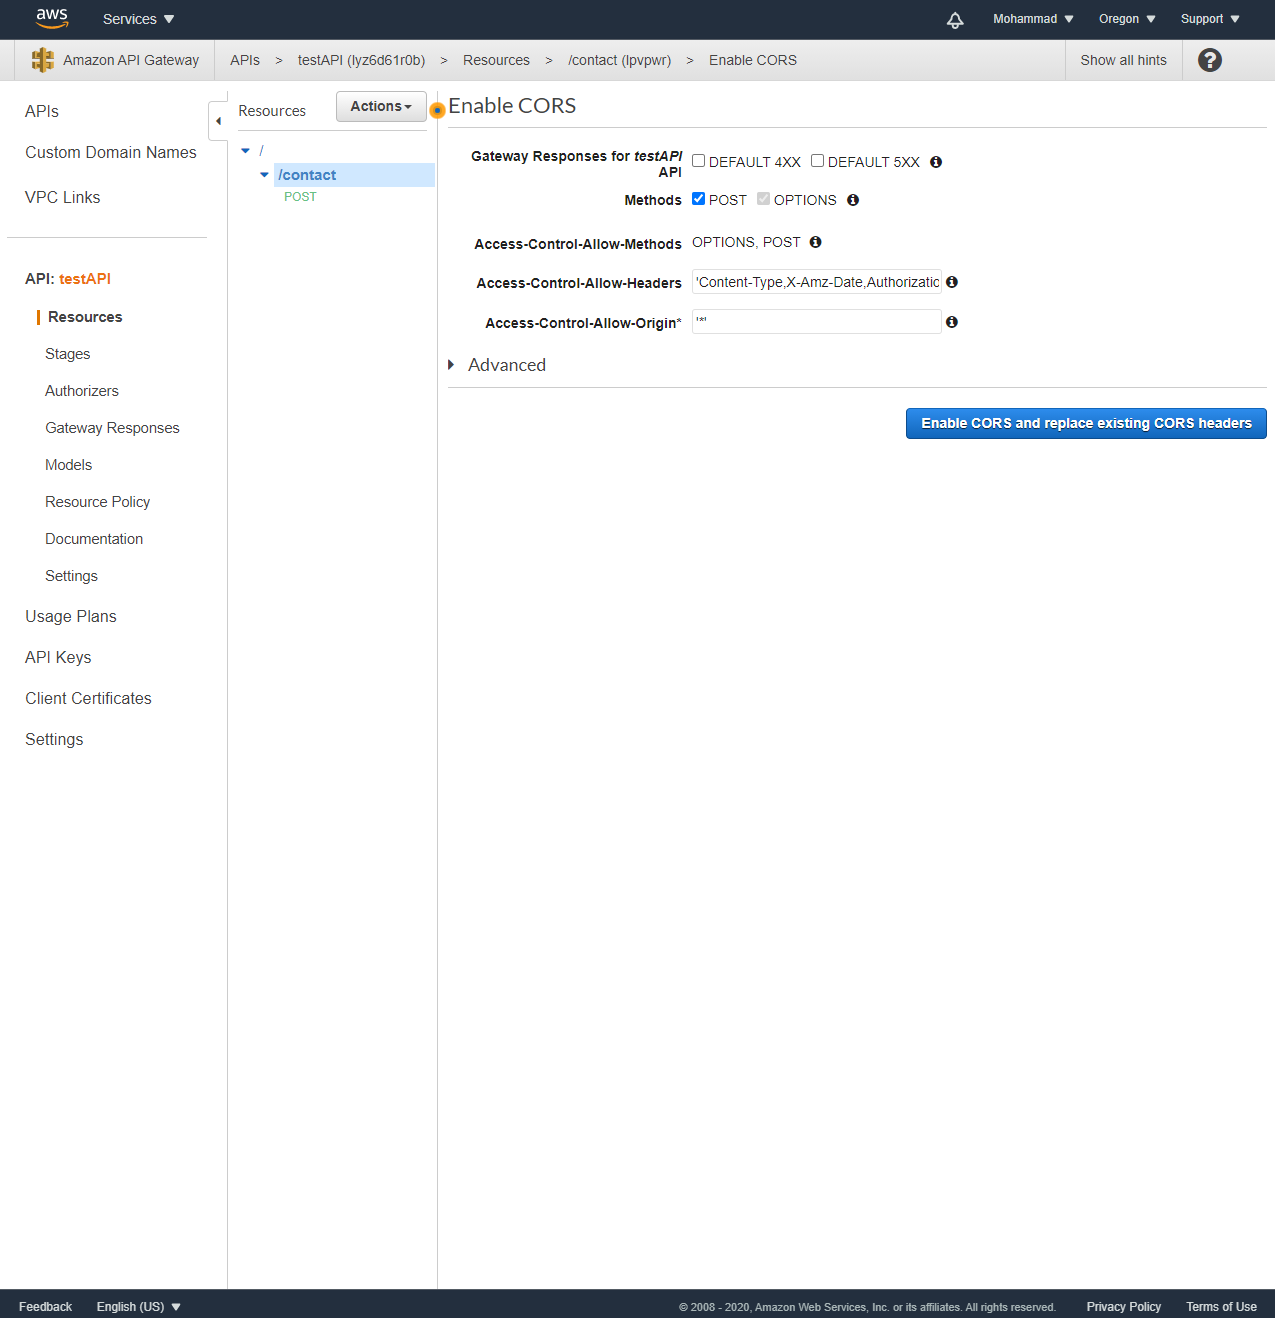 aws Services Mohammad Oregon Support
Amazon API Gateway APIs > testAPI (lyz6d61r0b) > Resources > /contact (lpvpwr) > Enable CORS Show all hints ?
APIs
Custom Domain Names
VPC Links
API: testAPI
Resources
Stages
Authorizers
Gateway Responses
Models
Resource Policy
Documentation
Settings
Usage Plans
API Keys
Client Certificates
Settings
Resources Actions
/
/contact
POST
Enable CORS
Gateway Responses for testAPI API DEFAULT 4XX DEFAULT 5XX
Methods POST OPTIONS
Access-Control-Allow-Methods OPTIONS, POST
Access-Control-Allow-Headers 'Content-Type,X-Amz-Date,Authorizatio
Access-Control-Allow-Origin* '*'
Advanced
Enable CORS and replace existing CORS headers
Feedback English (US) © 2008 - 2020, Amazon Web Services, Inc. or its affiliates. All rights reserved. Privacy Policy Terms of Use